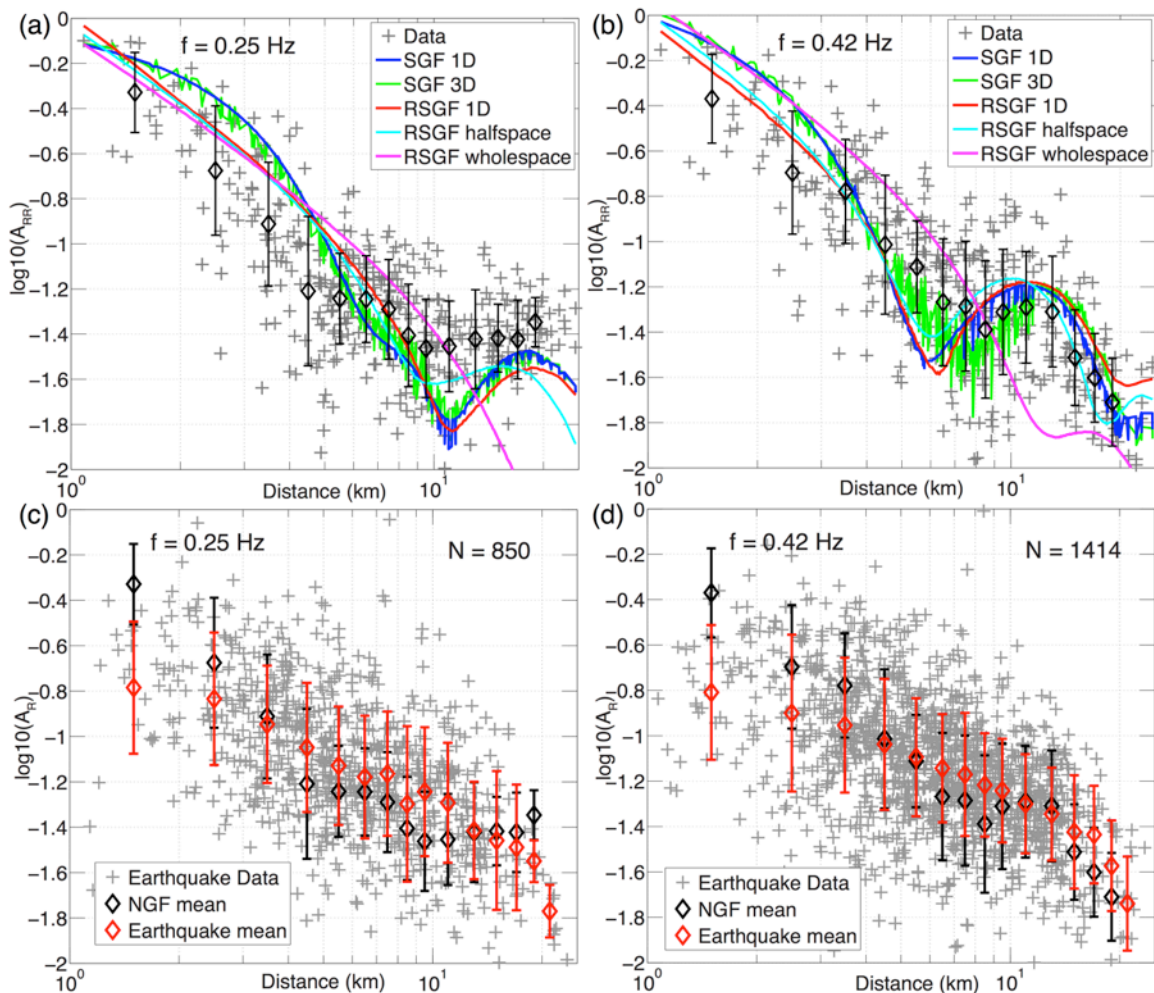 (a)
f = 0.25 Hz
Data
SGF 1D
SGF 3D
RSGF 1D
RSGF halfspace
RSGF wholespace
log10(A_RR)
0
−0.2
−0.4
−0.6
−0.8
−1
−1.2
−1.4
−1.6
−1.8
−2
10^0
Distance (km)
10^1
(b)
f = 0.42 Hz
Data
SGF 1D
SGF 3D
RSGF 1D
RSGF halfspace
RSGF wholespace
log10(A_RR)
0
−0.2
−0.4
−0.6
−0.8
−1
−1.2
−1.4
−1.6
−1.8
−2
10^0
Distance (km)
10^1
(c)
f = 0.25 Hz
N = 850
log10(A_R)
0
−0.2
−0.4
−0.6
−0.8
−1
−1.2
−1.4
−1.6
−1.8
−2
Earthquake Data
NGF mean
Earthquake mean
10^0
Distance (km)
10^1
(d)
f = 0.42 Hz
N = 1414
log10(A_R)
0
−0.2
−0.4
−0.6
−0.8
−1
−1.2
−1.4
−1.6
−1.8
−2
Earthquake Data
NGF mean
Earthquake mean
10^0
Distance (km)
10^1